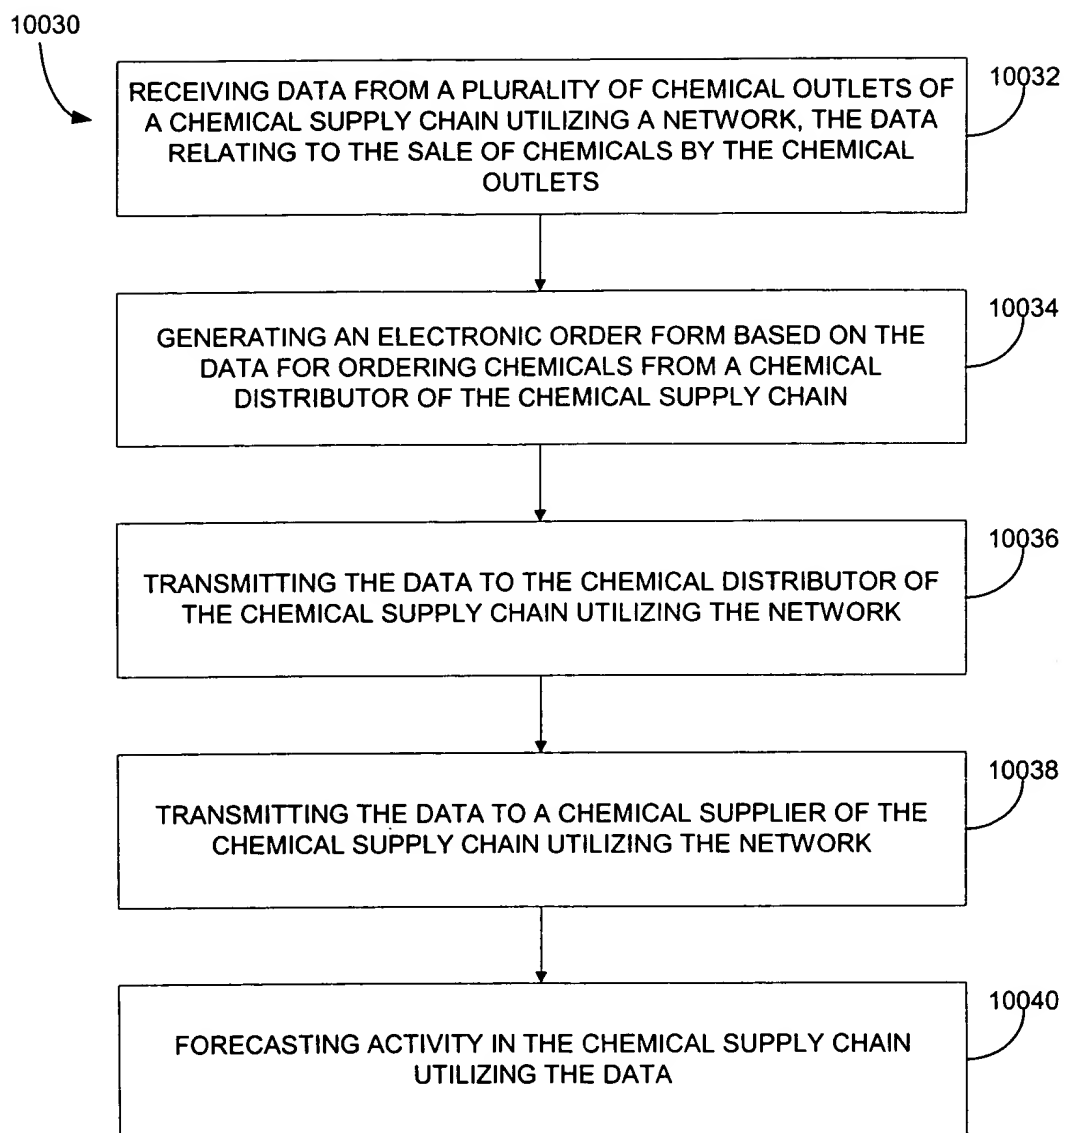 10030
10032
RECEIVING DATA FROM A PLURALITY OF CHEMICAL OUTLETS OF
A CHEMICAL SUPPLY CHAIN UTILIZING A NETWORK, THE DATA
RELATING TO THE SALE OF CHEMICALS BY THE CHEMICAL
OUTLETS
10034
GENERATING AN ELECTRONIC ORDER FORM BASED ON THE
DATA FOR ORDERING CHEMICALS FROM A CHEMICAL
DISTRIBUTOR OF THE CHEMICAL SUPPLY CHAIN
10036
TRANSMITTING THE DATA TO THE CHEMICAL DISTRIBUTOR OF
THE CHEMICAL SUPPLY CHAIN UTILIZING THE NETWORK
10038
TRANSMITTING THE DATA TO A CHEMICAL SUPPLIER OF THE
CHEMICAL SUPPLY CHAIN UTILIZING THE NETWORK
10040
FORECASTING ACTIVITY IN THE CHEMICAL SUPPLY CHAIN
UTILIZING THE DATA